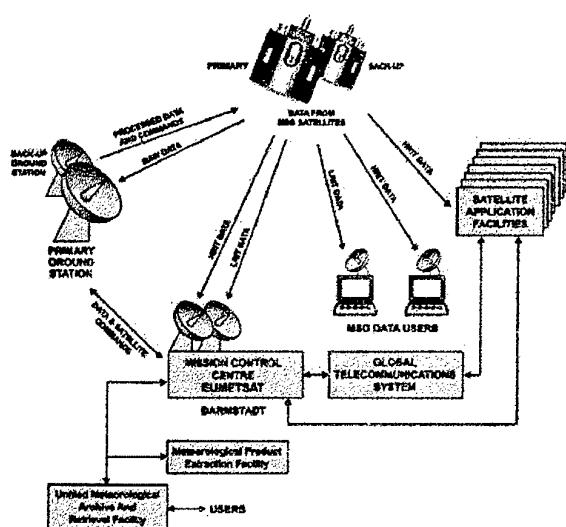 PRIMARY
BACK-UP
DATA FROM
MSG SATELLITES
PROCESSED DATA
AND COMMANDS
RAW DATA
BACK-UP
GROUND
STATION
PRIMARY
GROUND
STATION
HRIT DATA
LRIT DATA
LRIT DATA
HRIT DATA
HRIT DATA
SATELLITE
APPLICATION
FACILITIES
DATA & SATELLITE
COMMANDS
MSG DATA USERS
MISSION CONTROL
CENTRE
EUMETSAT
DARMSTADT
GLOBAL
TELECOMMUNICATIONS
SYSTEM
Meteorological Product
Extraction Facility
Unified Meteorological
Archive And
Retrieval Facility
USERS